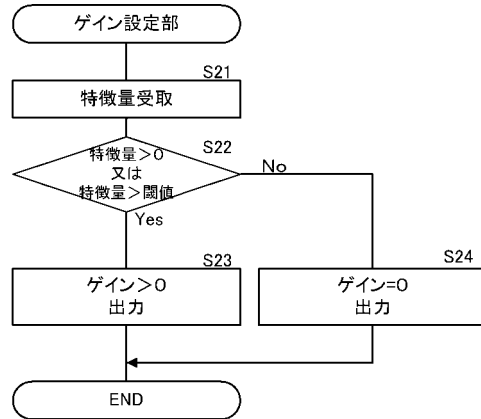 ゲイン設定部
S21
特徴量受取
S22
特徴量＞0
又は
特徴量＞閾値
No
Yes
S23
ゲイン＞0
出力
S24
ゲイン=0
出力
END